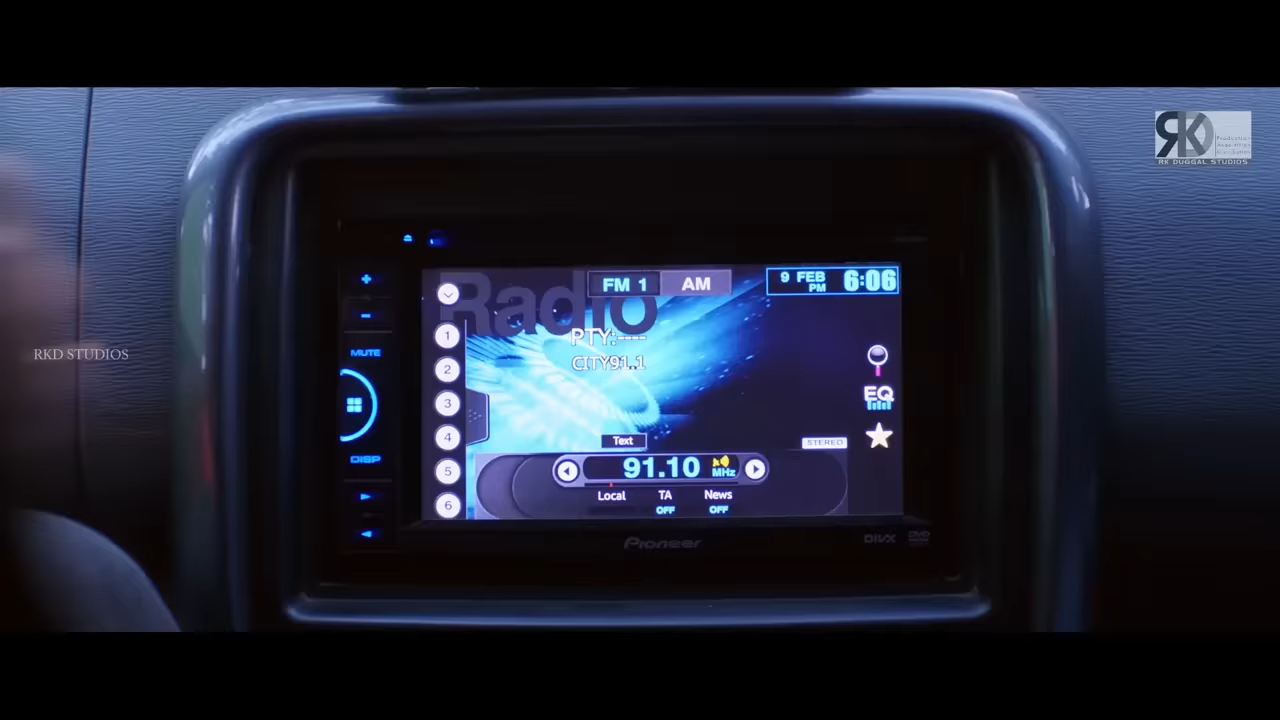 RK
RK DUGGAL STUDIOS
RKD STUDIOS
Radio
FM 1 AM
9 FEB
PM 6:06
PTY:----
CITY91.1
1
2
3
4
5
6
MUTE
DISP
EQ
Text
STEREO
91.10 MHz
Local TA News
OFF OFF
Pioneer
DIVX